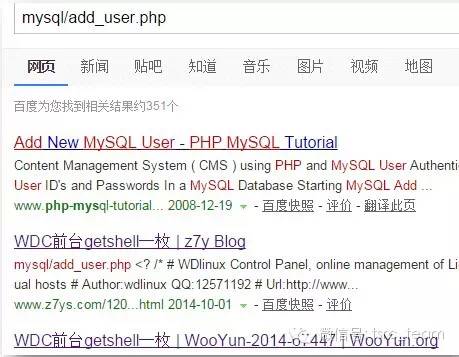 mysql/add_user.php
网页 新闻 贴吧 知道 音乐 图片 视频 地图
百度为您找到相关结果约351个
Add New MySQL User - PHP MySQL Tutorial
Content Management System ( CMS ) using PHP and MySQL User Authenti
User ID's and Passwords In a MySQL Database Starting MySQL Add ...
www.php-mysql-tutorial... 2008-12-19 - 百度快照 - 评价 - 翻译此页
WDC前台getshell一枚 | z7y Blog
mysql/add_user.php <? /* # WDlinux Control Panel, online management of Li
ual hosts # Author:wdlinux QQ:12571192 # Url:http://www...
www.z7ys.com/120...html 2014-10-01 - 百度快照 - 评价
WDC前台getshell一枚 | WooYun-2014-67447 | WooYun.org
微信号: tsc_team